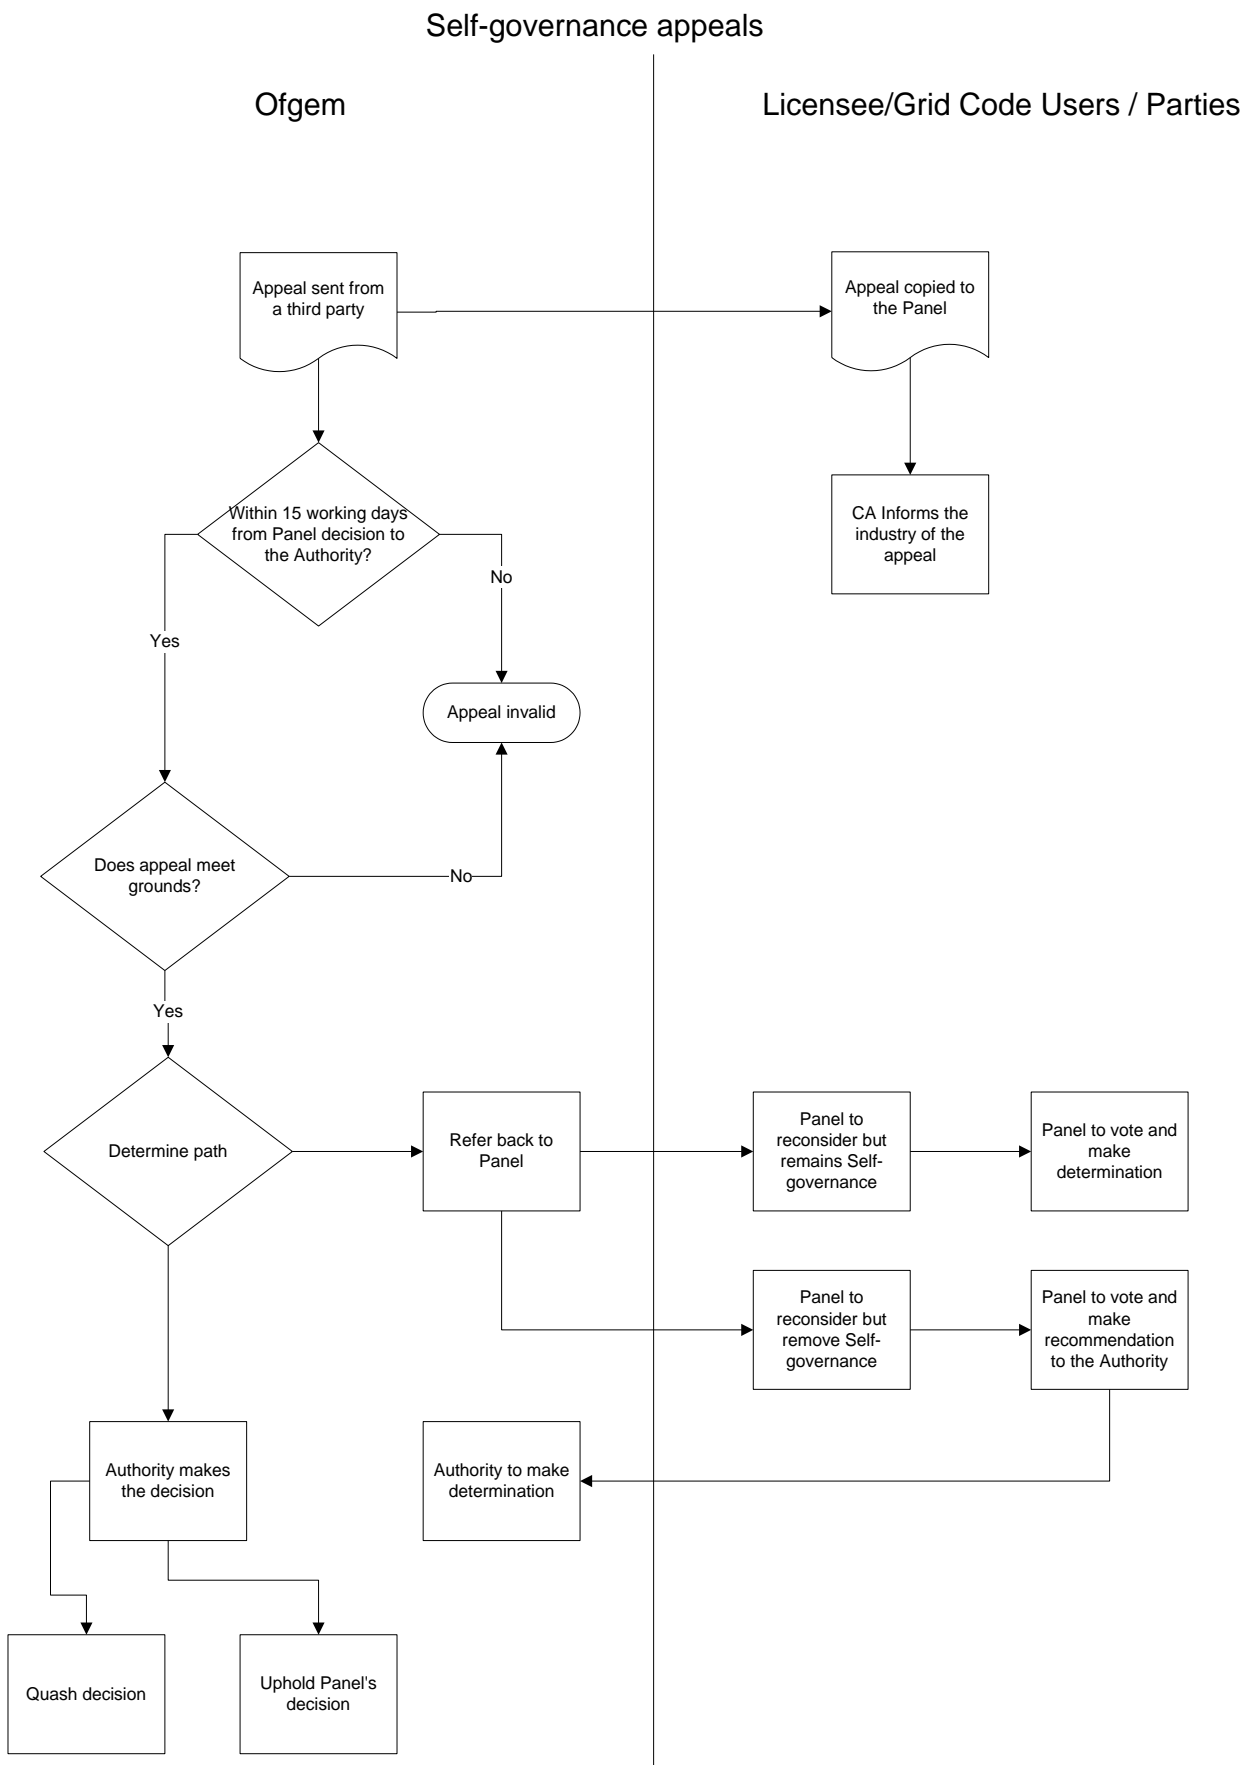 Self-governance appeals
Ofgem
Licensee/Grid Code Users / Parties
Appeal sent from
a third party
Appeal copied to
the Panel
Within 15 working days
from Panel decision to
the Authority?
CA Informs the
industry of the
appeal
No
Yes
Appeal invalid
Does appeal meet
grounds?
No
Yes
Determine path
Refer back to
Panel
Panel to
reconsider but
remains Self-
governance
Panel to vote and
make
determination
Panel to
reconsider but
remove Self-
governance
Panel to vote and
make
recommendation
to the Authority
Authority makes
the decision
Authority to make
determination
Quash decision
Uphold Panel's
decision